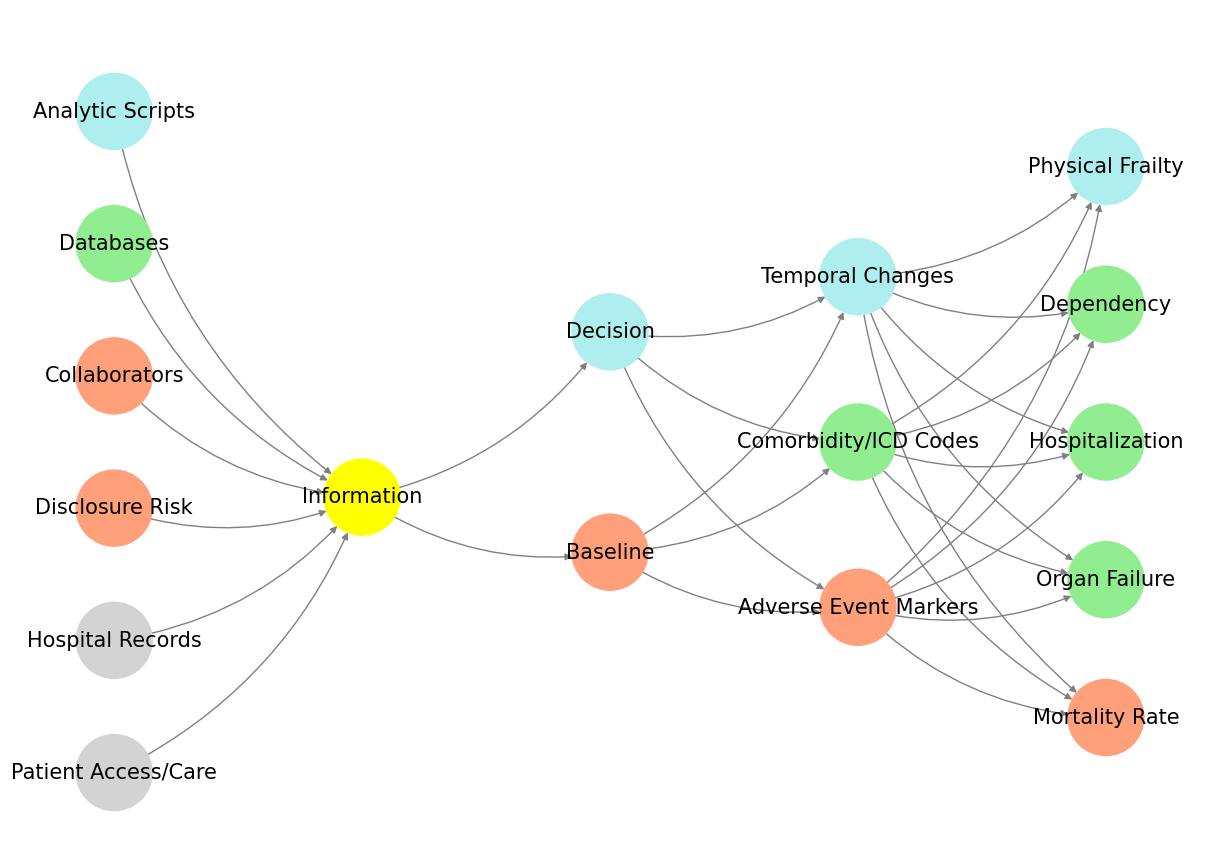 Analytic Scripts
Databases
Collaborators
Disclosure Risk
Hospital Records
Patient Access/Care
Information
Decision
Baseline
Temporal Changes
Comorbidity/ICD Codes
Adverse Event Markers
Physical Frailty
Dependency
Hospitalization
Organ Failure
Mortality Rate